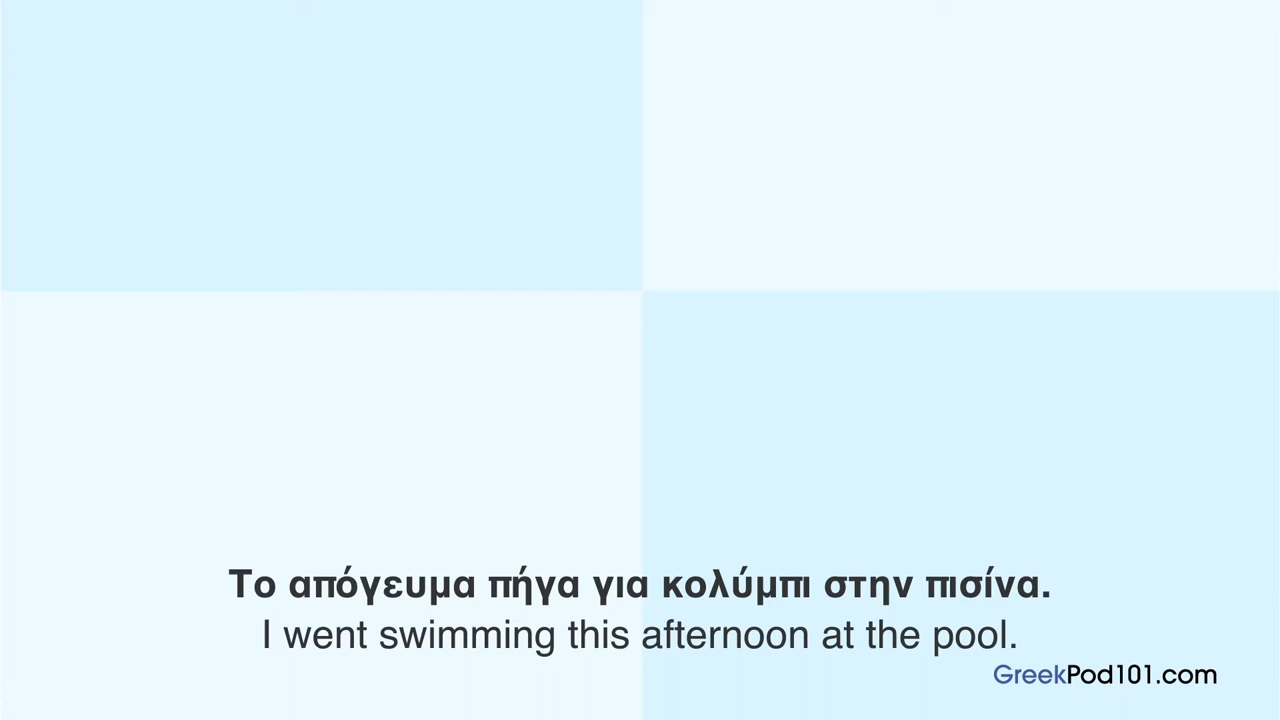 Το απόγευμα πήγα για κολύμπι στην πισίνα.
I went swimming this afternoon at the pool.
GreekPod101.com